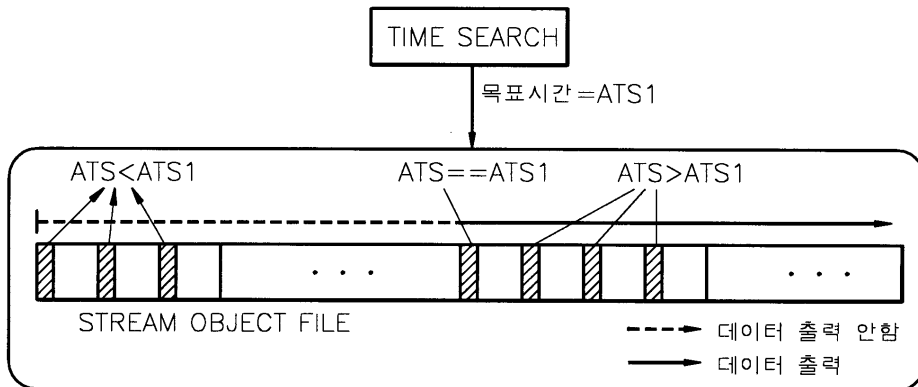 TIME SEARCH
목표시간=ATS1
ATS<ATS1
ATS==ATS1
ATS>ATS1
. . .
. . .
STREAM OBJECT FILE
데이터 출력 안함
데이터 출력